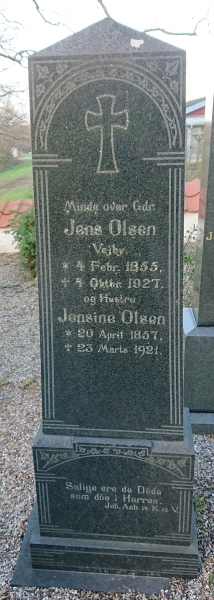 Minde over Gdr.
Jens Olsen
Vejby
* 4 Febr. 1855,
† 4 Oktbr. 1927.
og Hustru
Jensine Olsen
* 20 April 1857,
† 23 Marts 1921.
Salige ere de Døde
som döe i Herren.
Joh. Aab. 14 K. 13 V.